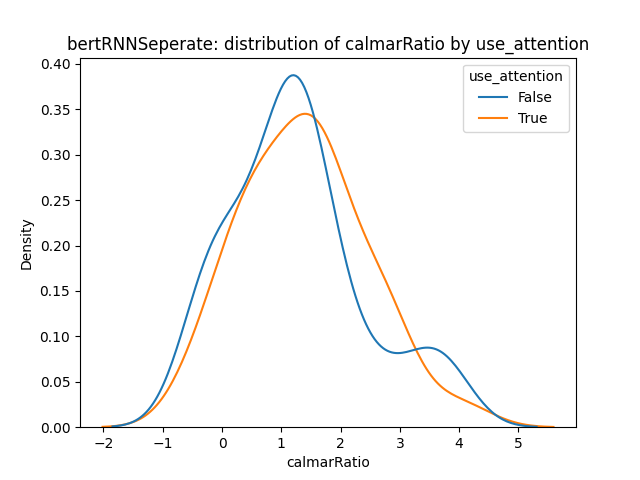 bertRNNSeperate: distribution of calmarRatio by use_attention
0.40
0.35
0.30
0.25
0.20
0.15
0.10
0.05
0.00
Density
use_attention
False
True
−2 −1 0 1 2 3 4 5
calmarRatio